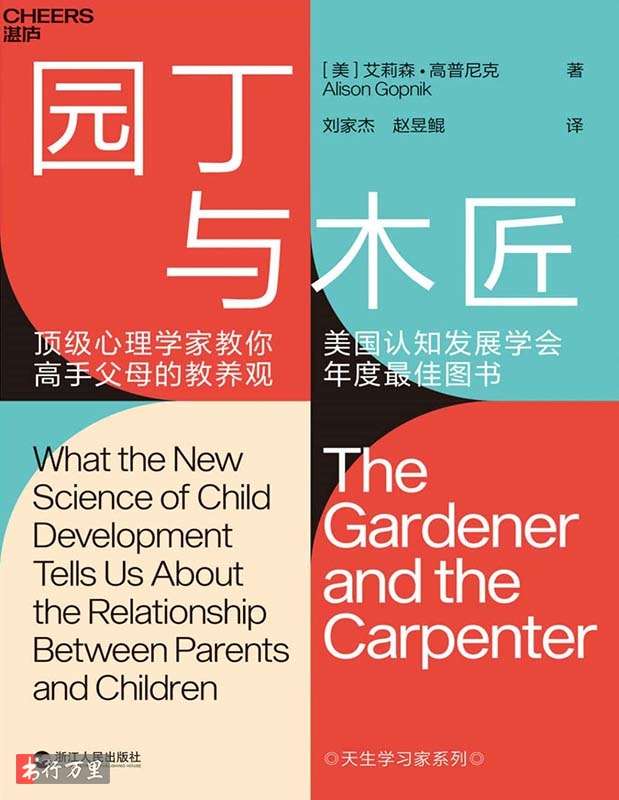 CHEERS
湛庐
[美]艾莉森·高普尼克 著
Alison Gopnik
刘家杰 赵昱鲲 译
园丁
与木匠
顶级心理学家教你
高手父母的教养观
美国认知发展学会
年度最佳图书
What the New
Science of Child
Development
Tells Us About
the Relationship
Between Parents
and Children
The
Gardener
and the
Carpenter
浙江人民出版社
书行万里
◎天生学习家系列◎